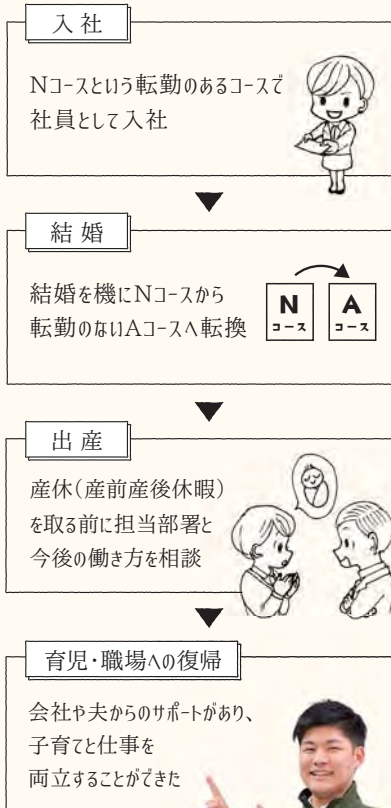 入社
Nコースという転勤のあるコースで
社員として入社
結婚
結婚を機にNコースから
転勤のないAコースへ転換
N
コース
A
コース
出産
産休(産前産後休暇)
を取る前に担当部署と
今後の働き方を相談
育児・職場への復帰
会社や夫からのサポートがあり、
子育てと仕事を
両立することができた